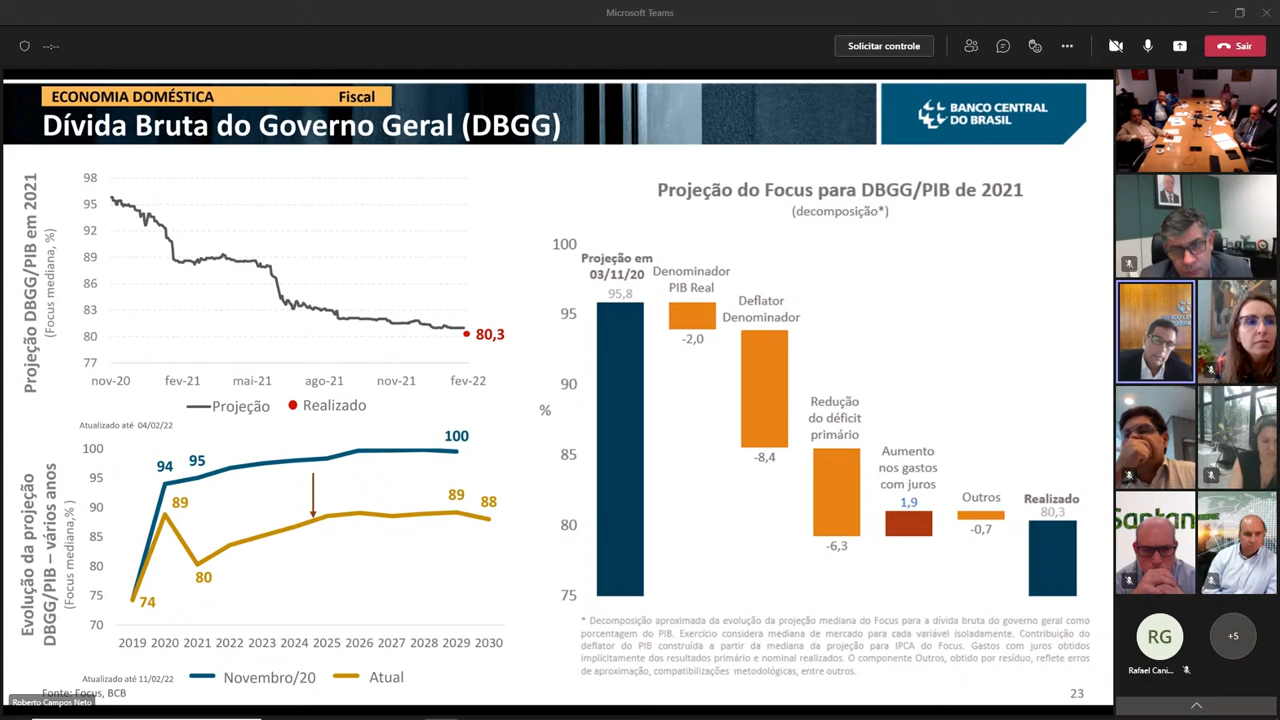 Microsoft Teams
--:--
Solicitar controle
Sair
ECONOMIA DOMÉSTICA Fiscal
Dívida Bruta do Governo Geral (DBGG)
BANCO CENTRAL
DO BRASIL
Projeção DBGG/PIB em 2021
(Focus mediana, %)
98
95
92
89
86
83
80
77
80,3
nov-20 fev-21 mai-21 ago-21 nov-21 fev-22
Projeção Realizado
Atualizado até 04/02/22
Evolução da projeção
DBGG/PIB – vários anos
(Focus mediana,% )
100
95
90
85
80
75
70
94
95
100
89
89
88
80
74
2019 2020 2021 2022 2023 2024 2025 2026 2027 2028 2029 2030
Novembro/20 Atual
Atualizado até 11/02/22
Fonte: Focus, BCB
Roberto Campos Neto
Projeção do Focus para DBGG/PIB de 2021
(decomposição*)
%
100
95
90
85
80
75
Projeção em
03/11/20
95,8
Denominador
PIB Real
-2,0
Deflator
Denominador
-8,4
Redução
do déficit
primário
-6,3
Aumento
nos gastos
com juros
1,9
Outros
-0,7
Realizado
80,3
* Decomposição aproximada da evolução da projeção mediana do Focus para a dívida bruta do governo geral como
porcentagem do PIB. Exercício considera mediana de mercado para cada variável isoladamente. Contribuição do
deflator do PIB construída a partir da mediana da projeção para IPCA do Focus. Gastos com juros obtidos
implicitamente dos resultados primário e nominal realizados. O componente Outros, obtido por resíduo, reflete erros
de aproximação, compatibilizações metodológicas, entre outros.
23
Santan
RG
Rafael Cani...
+5